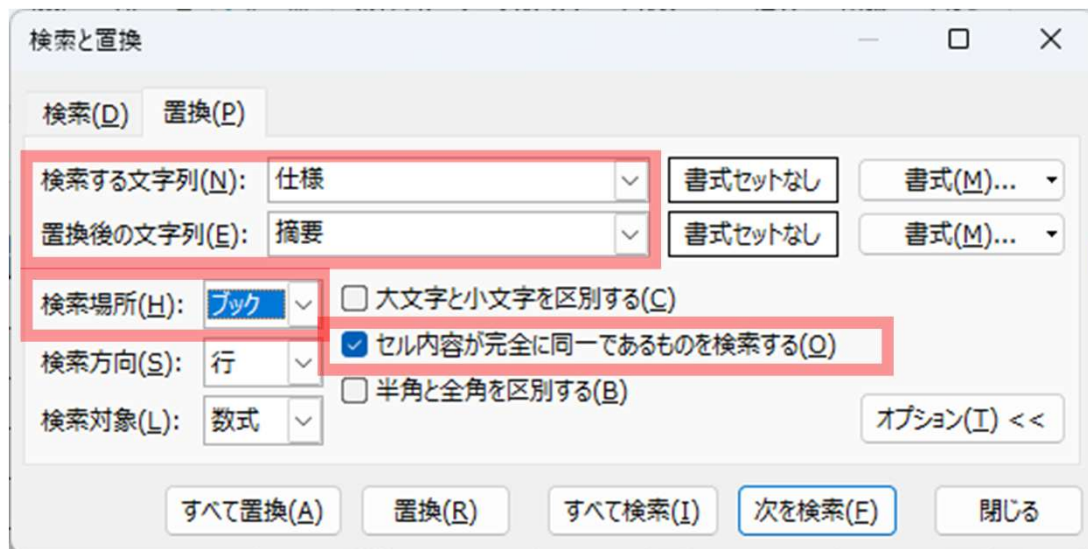 検索と置換
検索(D) 置換(P)
検索する文字列(N): 仕様 書式セットなし 書式(M)...
置換後の文字列(E): 摘要 書式セットなし 書式(M)...
検索場所(H): ブック 大文字と小文字を区別する(C)
セル内容が完全に同一であるものを検索する(O)
検索方向(S): 行
半角と全角を区別する(B)
検索対象(L): 数式 オプション(T) <<
すべて置換(A) 置換(R) すべて検索(I) 次を検索(F) 閉じる